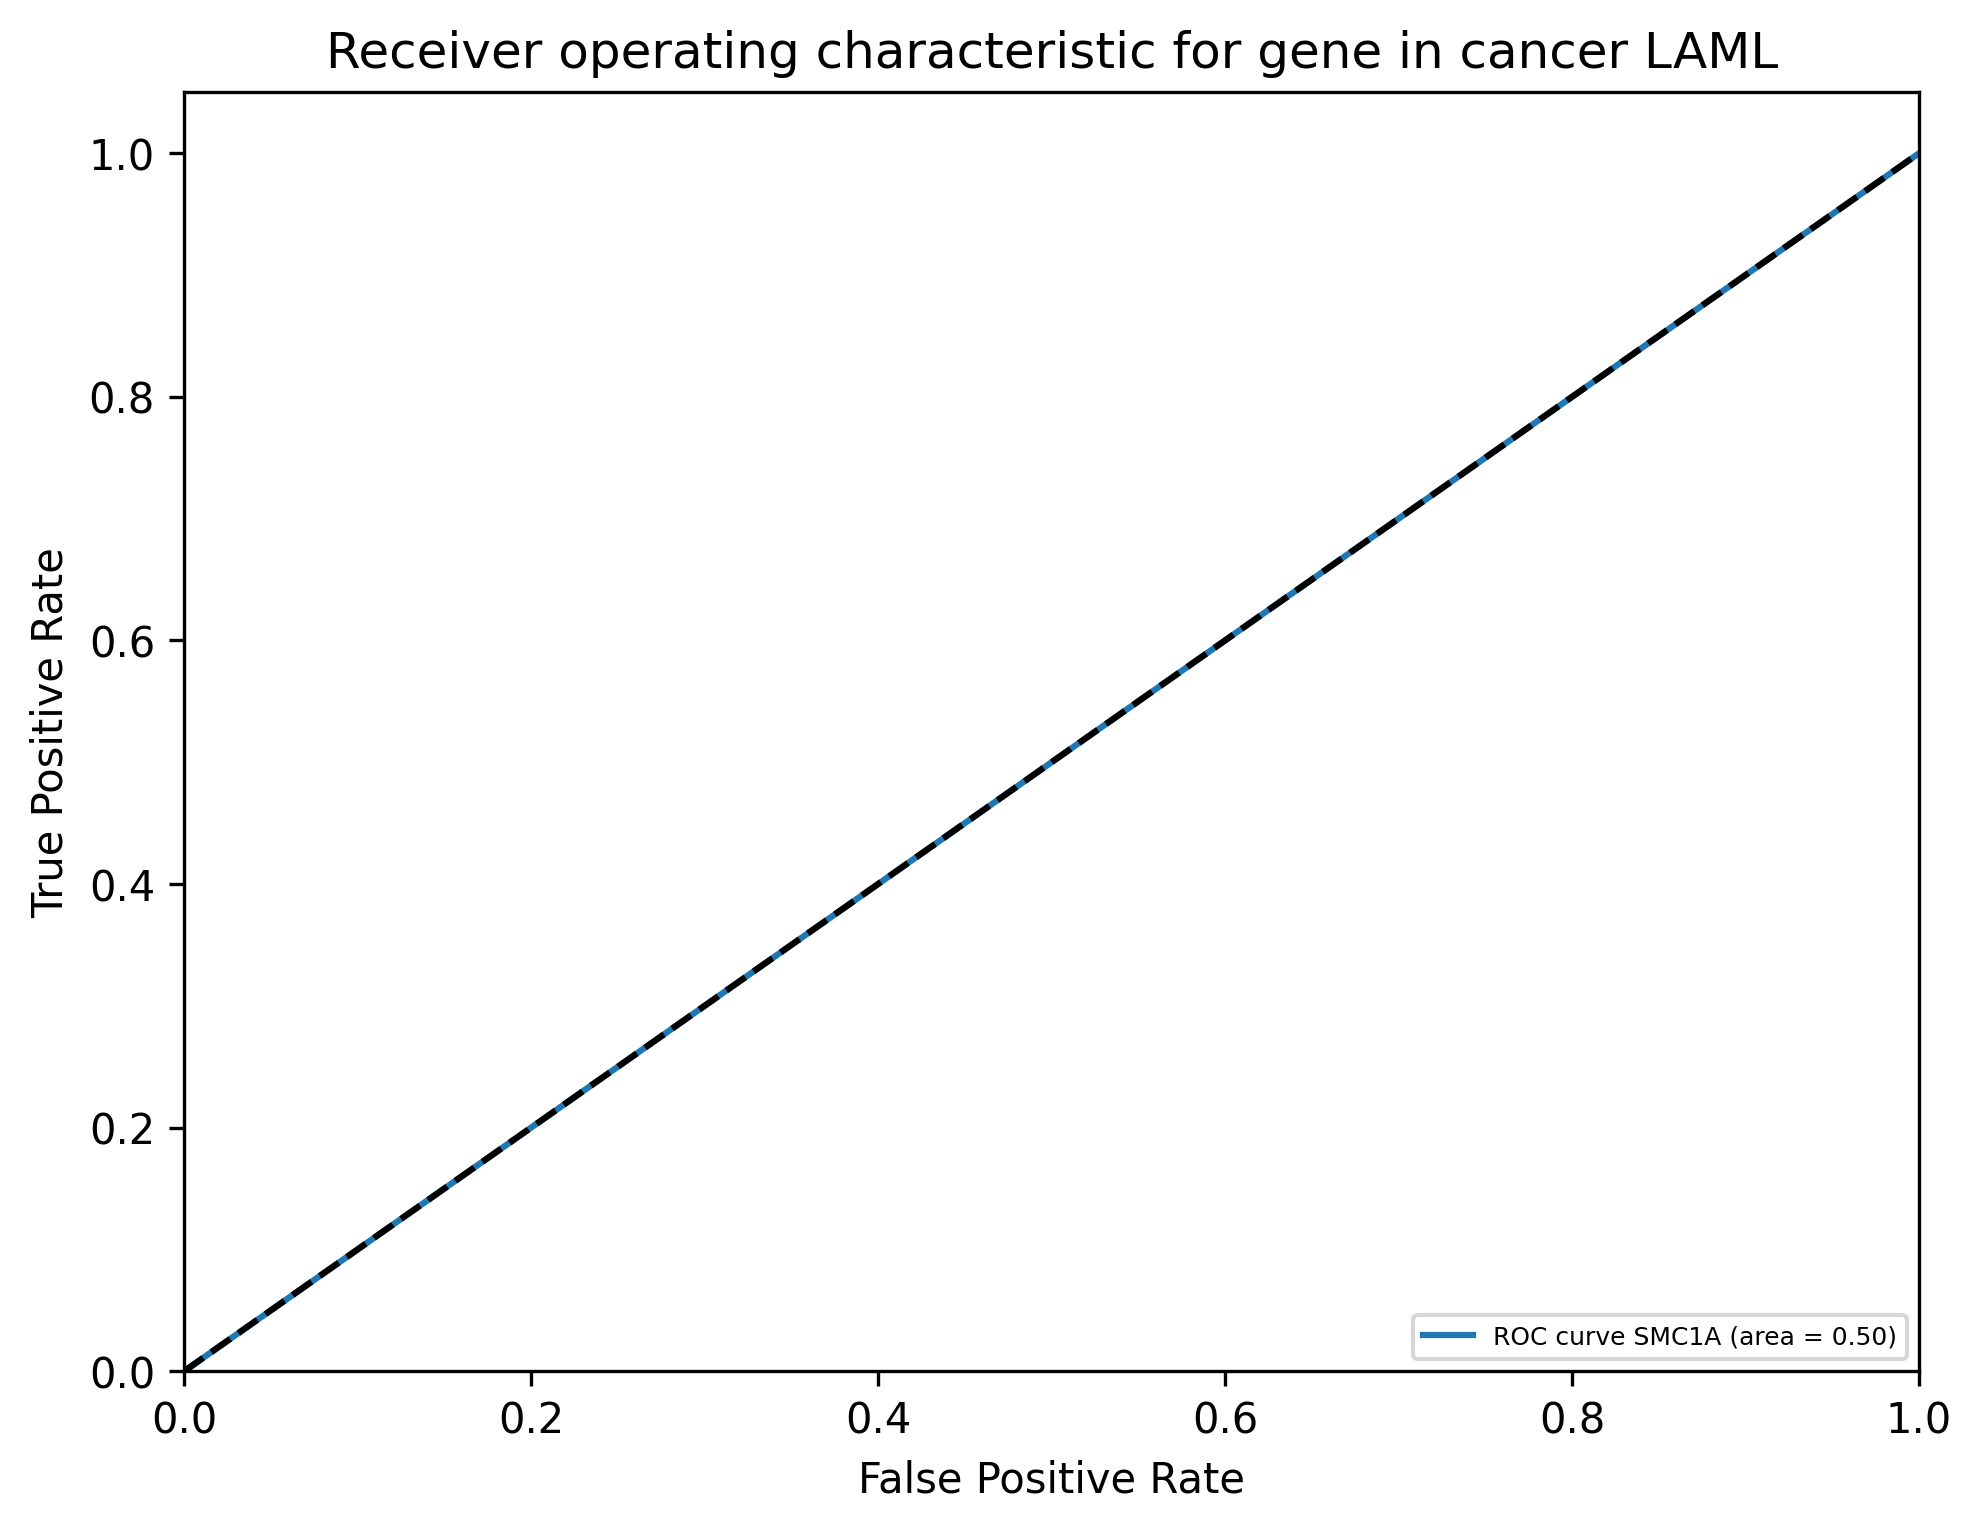 Receiver operating characteristic for gene in cancer LAML
True Positive Rate
1.0
0.8
0.6
0.4
0.2
0.0
ROC curve SMC1A (area = 0.50)
0.0 0.2 0.4 0.6 0.8 1.0
False Positive Rate